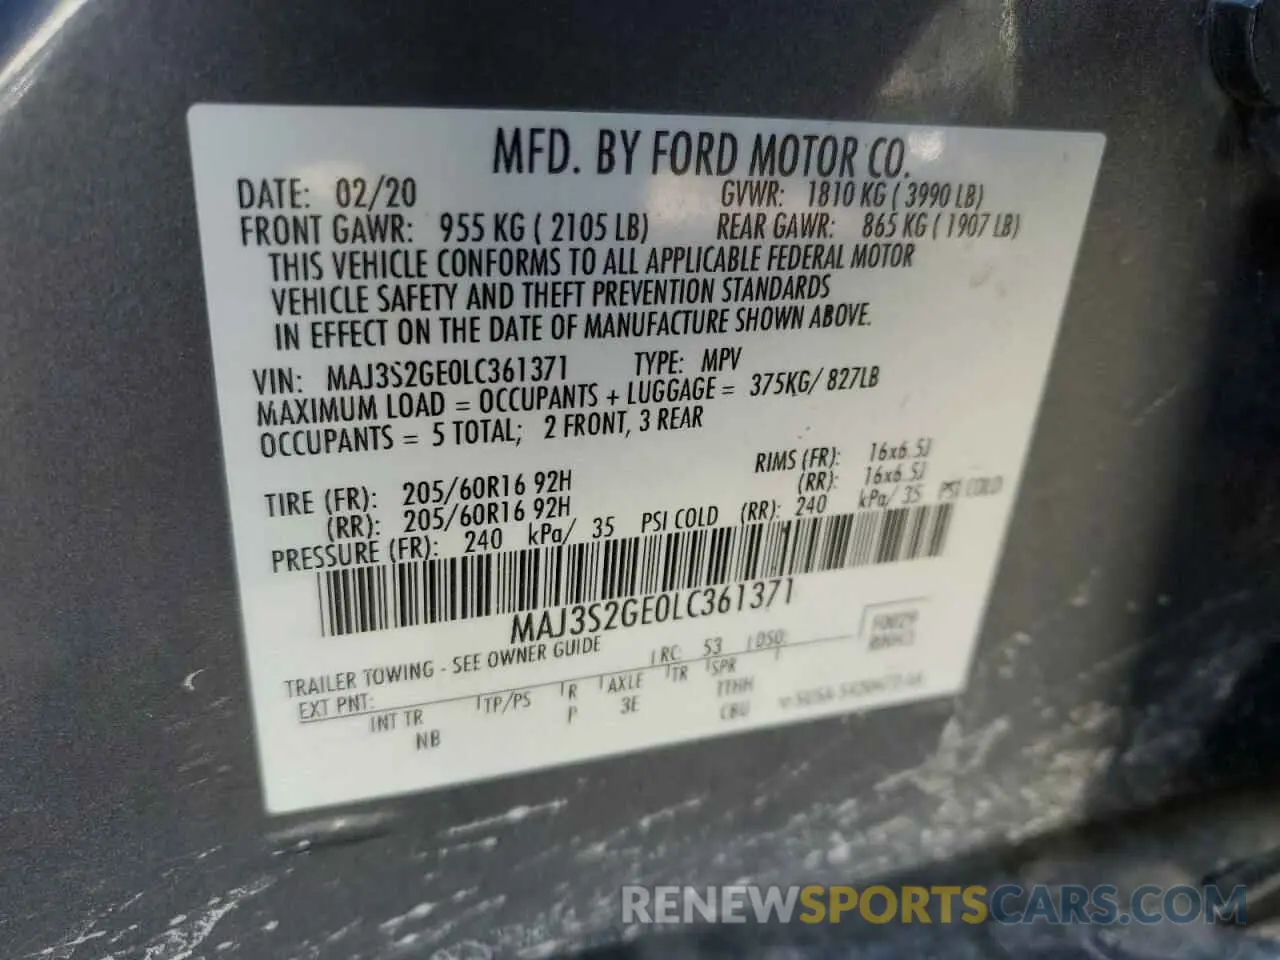 MFD. BY FORD MOTOR CO.
DATE: 02/20 GVWR: 1810 KG ( 3990 LB)
FRONT GAWR: 955 KG ( 2105 LB) REAR GAWR: 865 KG ( 1907 LB)
THIS VEHICLE CONFORMS TO ALL APPLICABLE FEDERAL MOTOR
VEHICLE SAFETY AND THEFT PREVENTION STANDARDS
IN EFFECT ON THE DATE OF MANUFACTURE SHOWN ABOVE.
VIN: MAJ3S2GE0LC361371 TYPE: MPV
MAXIMUM LOAD = OCCUPANTS + LUGGAGE = 375KG/ 827LB
OCCUPANTS = 5 TOTAL; 2 FRONT, 3 REAR
TIRE (FR): 205/60R16 92H RIMS (FR): 16x6.5J
(RR): 205/60R16 92H (RR): 16x6.5J
PRESSURE (FR): 240 kPa/ 35 PSI COLD (RR): 240 kPa/ 35 PSI COLD
MAJ3S2GE0LC361371
TRAILER TOWING - SEE OWNER GUIDE
EXT PNT: RC: 53 DSO:
INT TR TP/PS R AXLE TR SPR
NB P 3E TTHH
CBU
RENEWSPORTSCARS.COM